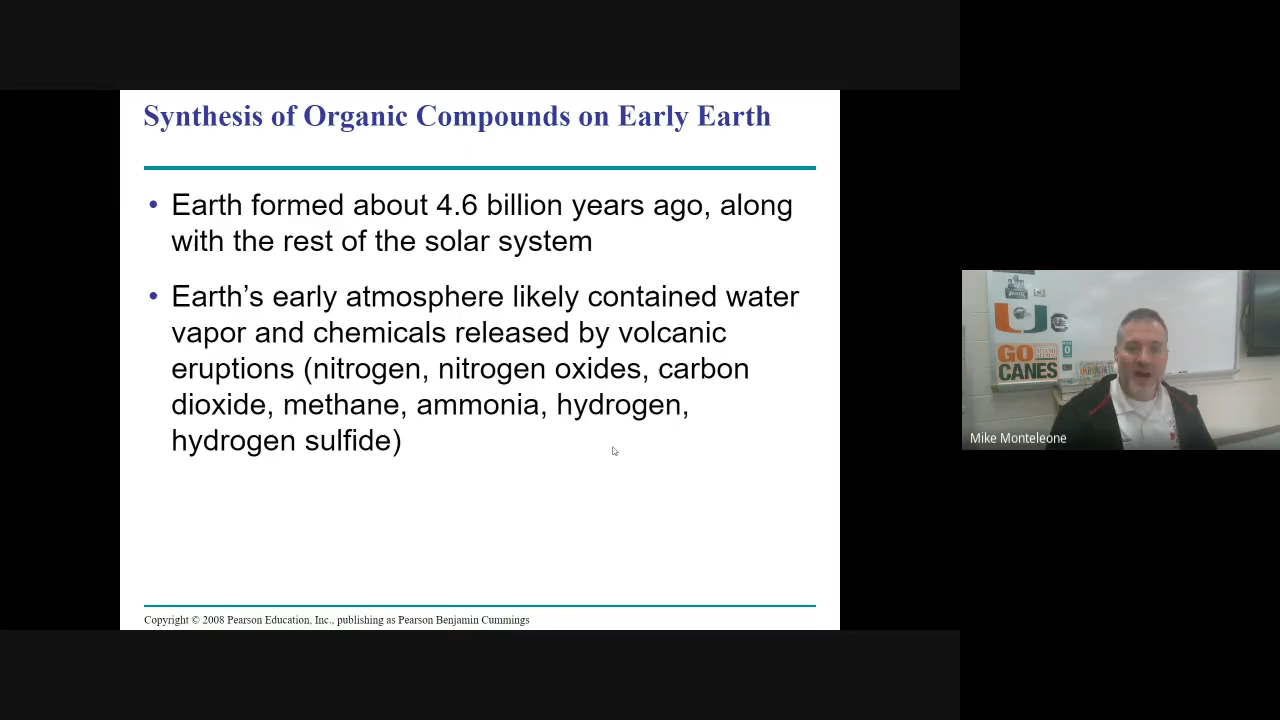 Synthesis of Organic Compounds on Early Earth
• Earth formed about 4.6 billion years ago, along
with the rest of the solar system
• Earth’s early atmosphere likely contained water
vapor and chemicals released by volcanic
eruptions (nitrogen, nitrogen oxides, carbon
dioxide, methane, ammonia, hydrogen,
hydrogen sulfide)
Copyright © 2008 Pearson Education, Inc., publishing as Pearson Benjamin Cummings
U
GO
CANES
Mike Monteleone